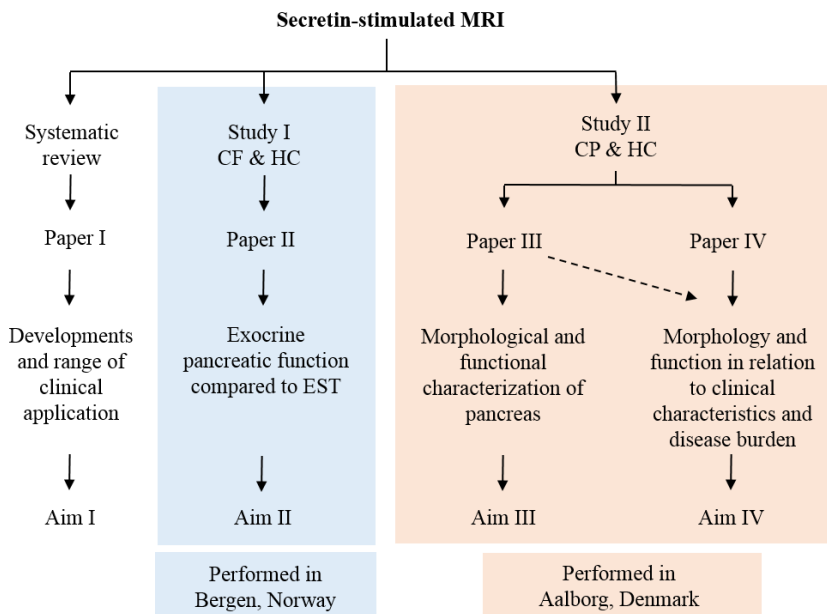 Secretin-stimulated MRI
Systematic
review
Paper I
Developments
and range of
clinical
application
Aim I
Study I
CF & HC
Paper II
Exocrine
pancreatic function
compared to EST
Aim II
Performed in
Bergen, Norway
Study II
CP & HC
Paper III
Morphological and
functional
characterization of
pancreas
Aim III
Paper IV
Morphology and
function in relation
to clinical
characteristics and
disease burden
Aim IV
Performed in
Aalborg, Denmark